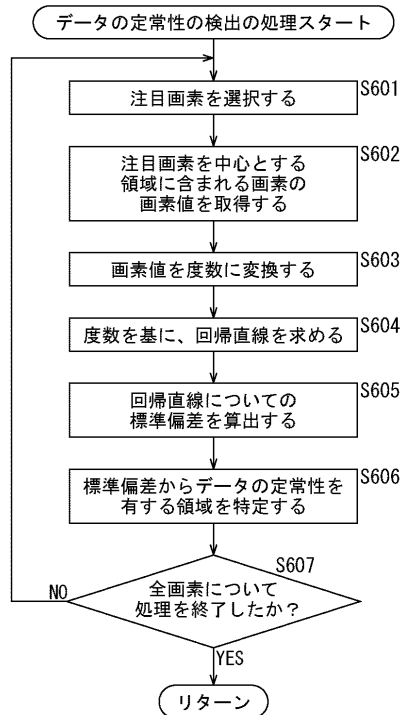 データの定常性の検出の処理スタート
注目画素を選択する
S601
注目画素を中心とする
領域に含まれる画素の
画素値を取得する
S602
画素値を度数に変換する
S603
度数を基に、回帰直線を求める
S604
回帰直線についての
標準偏差を算出する
S605
標準偏差からデータの定常性を
有する領域を特定する
S606
全画素について
処理を終了したか?
S607
NO
YES
リターン